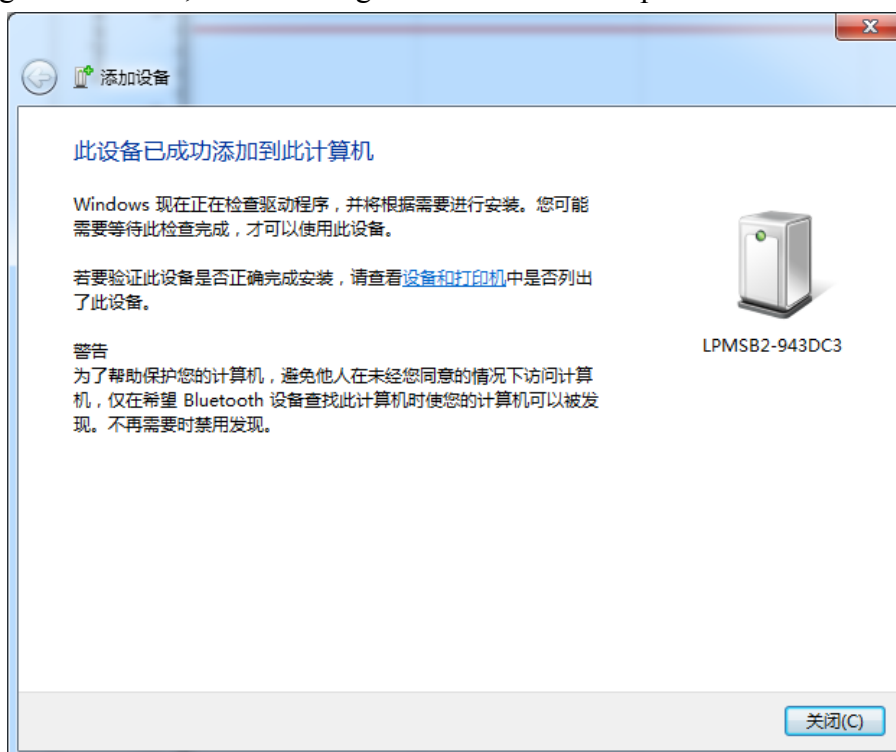 添加设备
此设备已成功添加到此计算机
Windows 现在正在检查驱动程序，并将根据需要进行安装。您可能
需要等待此检查完成，才可以使用此设备。
若要验证此设备是否正确完成安装，请查看设备和打印机中是否列出
了此设备。
LPMSB2-943DC3
警告
为了帮助保护您的计算机，避免他人在未经您同意的情况下访问计算
机，仅在希望 Bluetooth 设备查找此计算机时使您的计算机可以被发
现。不再需要时禁用发现。
关闭(C)